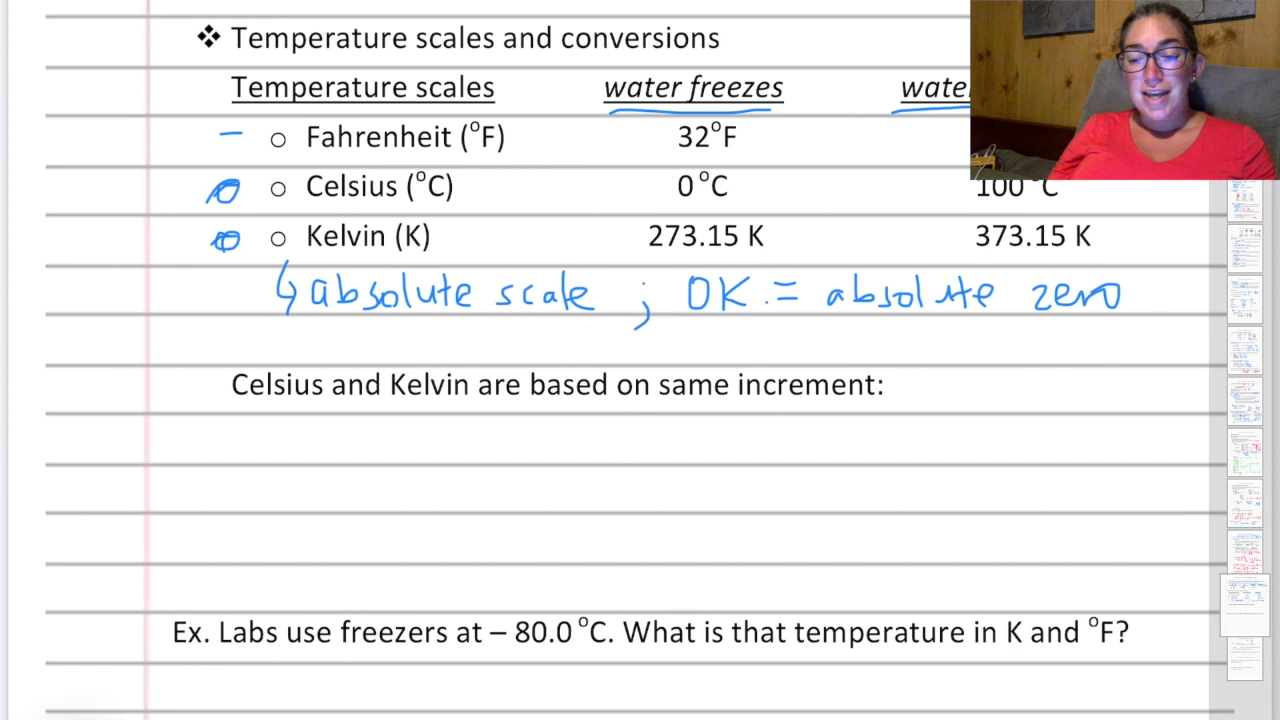 ❖ Temperature scales and conversions
Temperature scales water freezes
o Fahrenheit (°F) 32°F
o Celsius (°C) 0 °C 100 °C
o Kelvin (K) 273.15 K 373.15 K
↳ absolute scale ; 0K = absolute zero
Celsius and Kelvin are based on same increment:
Ex. Labs use freezers at – 80.0 °C. What is that temperature in K and °F?